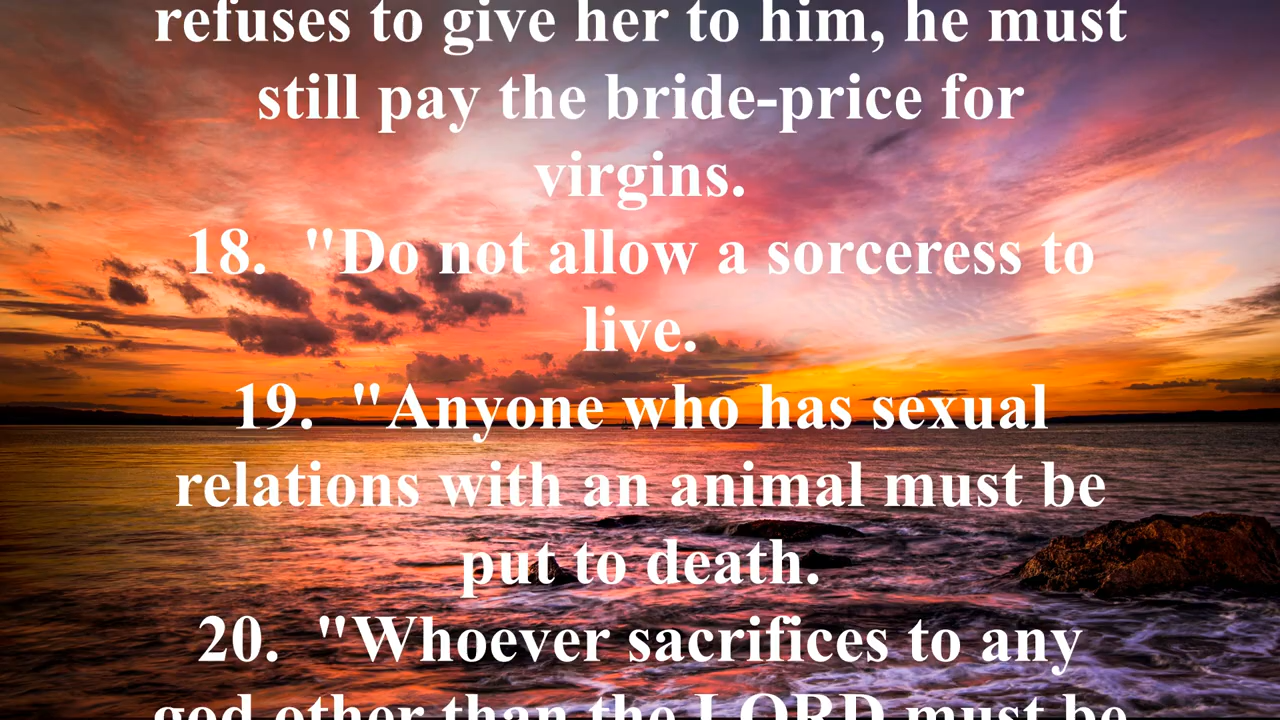 refuses to give her to him, he must
still pay the bride-price for
virgins.
18.  "Do not allow a sorceress to
live.
19.  "Anyone who has sexual
relations with an animal must be
put to death.
20.  "Whoever sacrifices to any
god other than the LORD must be